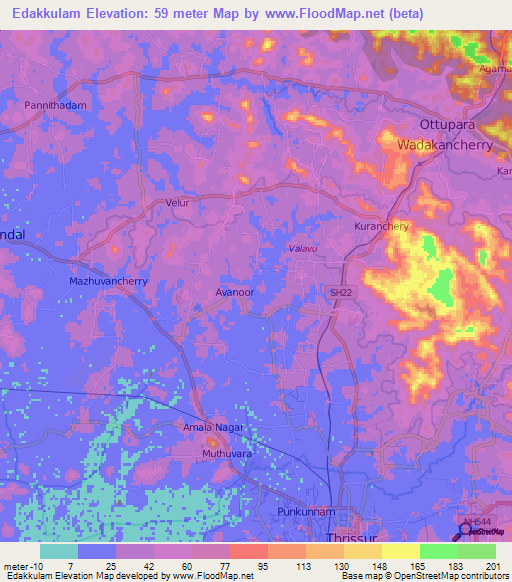 Edakkulam Elevation: 59 meter Map by www.FloodMap.net (beta)
Agama
Pannithadam
Ottupara
Wadakancherry
Kar
Velur
Kuranchery
ndal
Valavu
Mazhuvancherry
Avanoor
SH22
Amala Nagar
Muthuvara
Punkunnam
NH544
Thrissur
OpenStreetMap
meter -10 7 25 42 60 77 95 113 130 148 165 183 201
Edakkulam Elevation Map developed by www.FloodMap.net
Base map © OpenStreetMap contributors